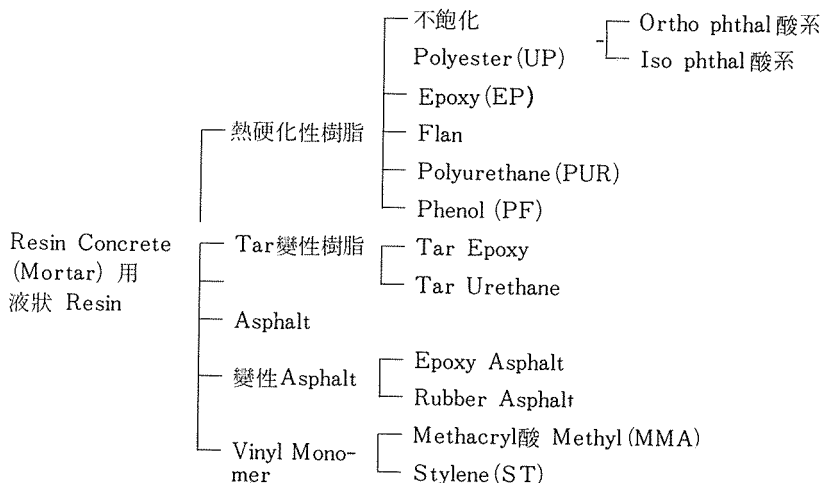 不飽化
Polyester(UP)
Ortho phthal酸系
Iso phthal酸系
Epoxy(EP)
熱硬化性樹脂
Flan
Polyurethane(PUR)
Phenol (PF)
Resin Concrete
(Mortar) 用
液狀 Resin
Tar變性樹脂
Tar Epoxy
Tar Urethane
Asphalt
變性Asphalt
Epoxy Asphalt
Rubber Asphalt
Vinyl Mono-
mer
Methacryl酸 Methyl(MMA)
Stylene(ST)